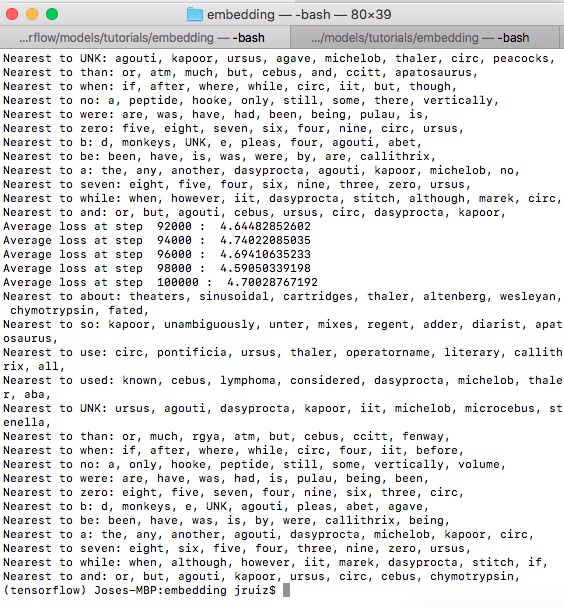 embedding — -bash — 80×39
...rflow/models/tutorials/embedding — -bash
.../models/tutorials/embedding — -bash
Nearest to UNK: agouti, kapoor, ursus, agave, michelob, thaler, circ, peacocks,
Nearest to than: or, atm, much, but, cebus, and, ccitt, apatosaurus,
Nearest to when: if, after, where, while, circ, iit, but, though,
Nearest to no: a, peptide, hooke, only, still, some, there, vertically,
Nearest to were: are, was, have, had, been, being, pulau, is,
Nearest to zero: five, eight, seven, six, four, nine, circ, ursus,
Nearest to b: d, monkeys, UNK, e, pleas, four, agouti, abet,
Nearest to be: been, have, is, was, were, by, are, callithrix,
Nearest to a: the, any, another, dasyprocta, agouti, kapoor, michelob, no,
Nearest to seven: eight, five, four, six, nine, three, zero, ursus,
Nearest to while: when, however, iit, dasyprocta, stitch, although, marek, circ,
Nearest to and: or, but, agouti, cebus, ursus, circ, dasyprocta, kapoor,
Average loss at step  92000 :  4.64482852602
Average loss at step  94000 :  4.74022085035
Average loss at step  96000 :  4.69410635233
Average loss at step  98000 :  4.59050339198
Average loss at step  100000 :  4.70028767192
Nearest to about: theaters, sinusoidal, cartridges, thaler, altenberg, wesleyan,
 chymotrypsin, fated,
Nearest to so: kapoor, unambiguously, unter, mixes, regent, adder, diarist, apat
osaurus,
Nearest to use: circ, pontificia, ursus, thaler, operatorname, literary, callith
rix, all,
Nearest to used: known, cebus, lymphoma, considered, dasyprocta, michelob, thale
r, aba,
Nearest to UNK: ursus, agouti, dasyprocta, kapoor, iit, michelob, microcebus, st
enella,
Nearest to than: or, much, rgya, atm, but, cebus, ccitt, fenway,
Nearest to when: if, after, where, while, circ, four, iit, before,
Nearest to no: a, only, hooke, peptide, still, some, vertically, volume,
Nearest to were: are, have, was, had, is, pulau, being, been,
Nearest to zero: eight, five, seven, four, nine, six, three, circ,
Nearest to b: d, monkeys, e, UNK, agouti, pleas, abet, agave,
Nearest to be: been, have, was, is, by, were, callithrix, being,
Nearest to a: the, any, another, agouti, dasyprocta, michelob, kapoor, circ,
Nearest to seven: eight, six, five, four, three, nine, zero, ursus,
Nearest to while: when, although, however, iit, marek, dasyprocta, stitch, if,
Nearest to and: or, but, agouti, kapoor, ursus, circ, cebus, chymotrypsin,
(tensorflow) Joses-MBP:embedding jruiz$